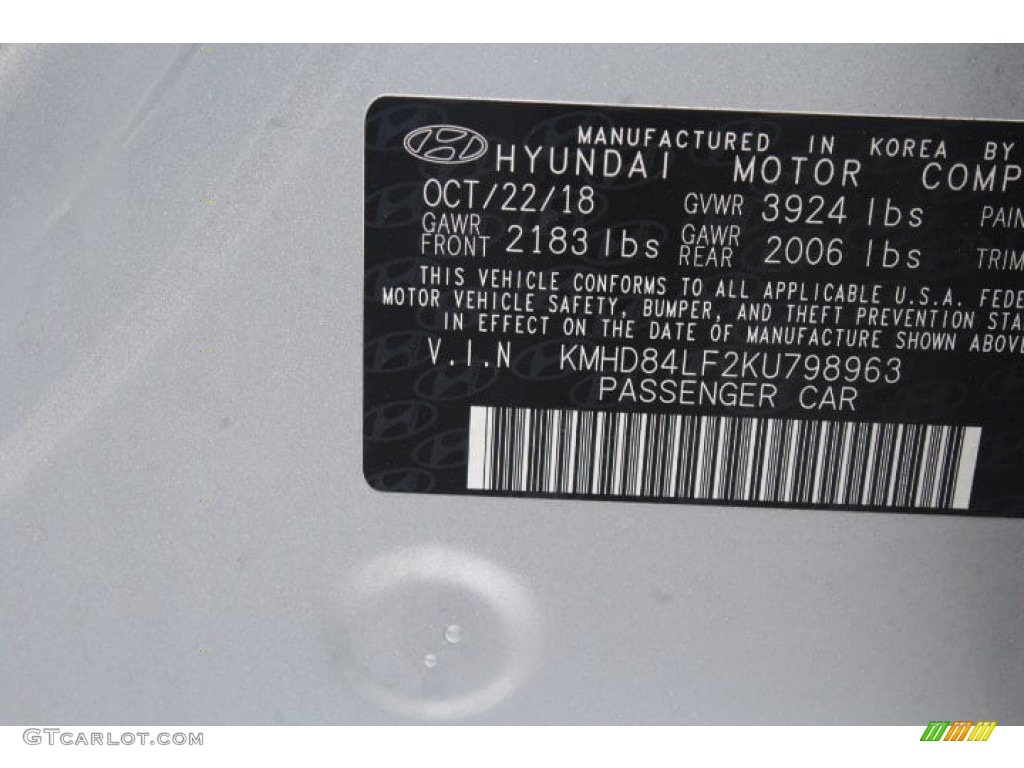 MANUFACTURED IN KOREA BY
HYUNDAI MOTOR COMP
OCT/22/18 GVWR 3924 lbs PAIN
GAWR FRONT 2183 lbs GAWR REAR 2006 lbs TRIM
THIS VEHICLE CONFORMS TO ALL APPLICABLE U.S.A. FEDE
MOTOR VEHICLE SAFETY, BUMPER, AND THEFT PREVENTION STA
IN EFFECT ON THE DATE OF MANUFACTURE SHOWN ABOVE
V.I.N KMHD84LF2KU798963
PASSENGER CAR
GTCARLOT.COM